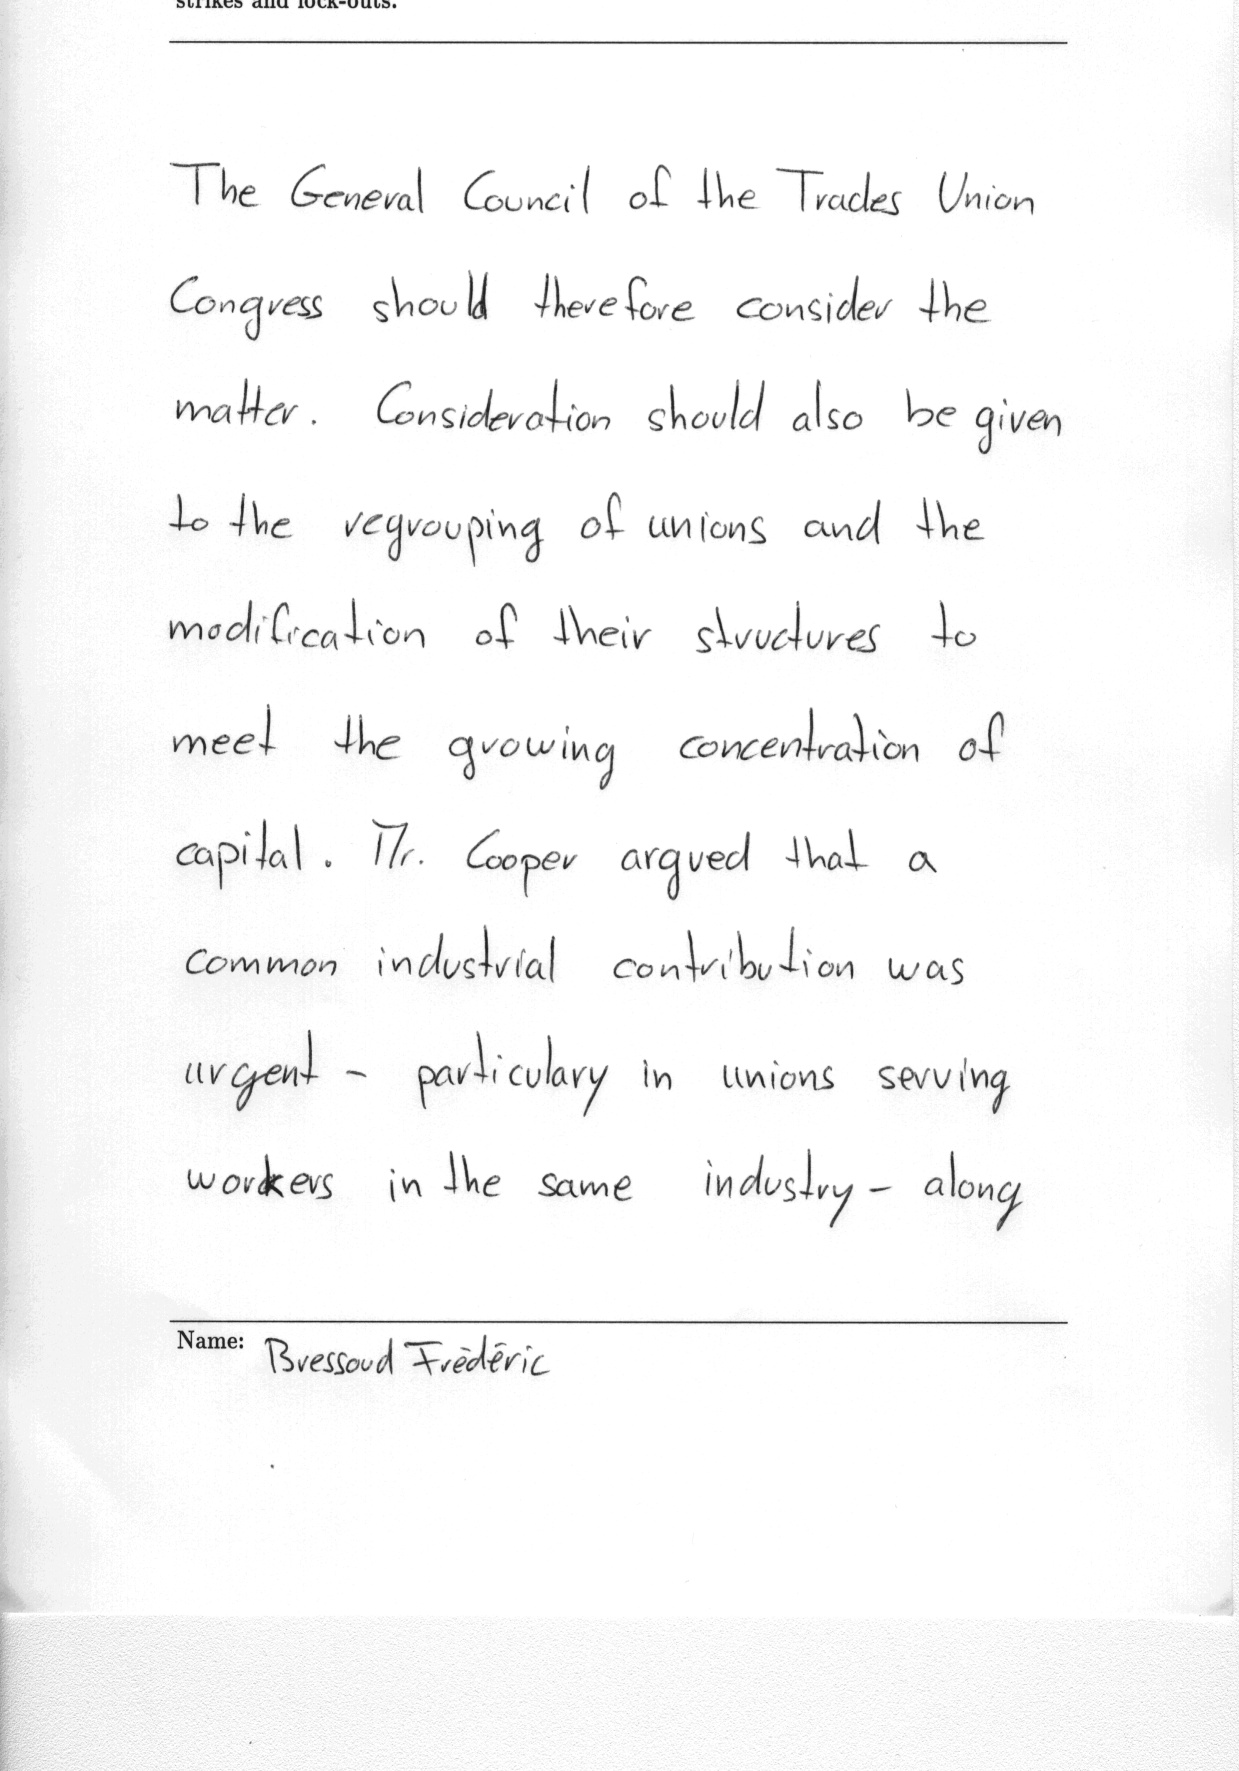 strikes and lock-outs.
The General Council of the Trades Union
Congress should therefore consider the
matter. Consideration should also be given
to the regrouping of unions and the
modification of their structures to
meet the growing concentration of
capital. Mr. Cooper argued that a
common industrial contribution was
urgent - particulary in unions serving
workers in the same industry - along
Name: Bressoud Frédéric